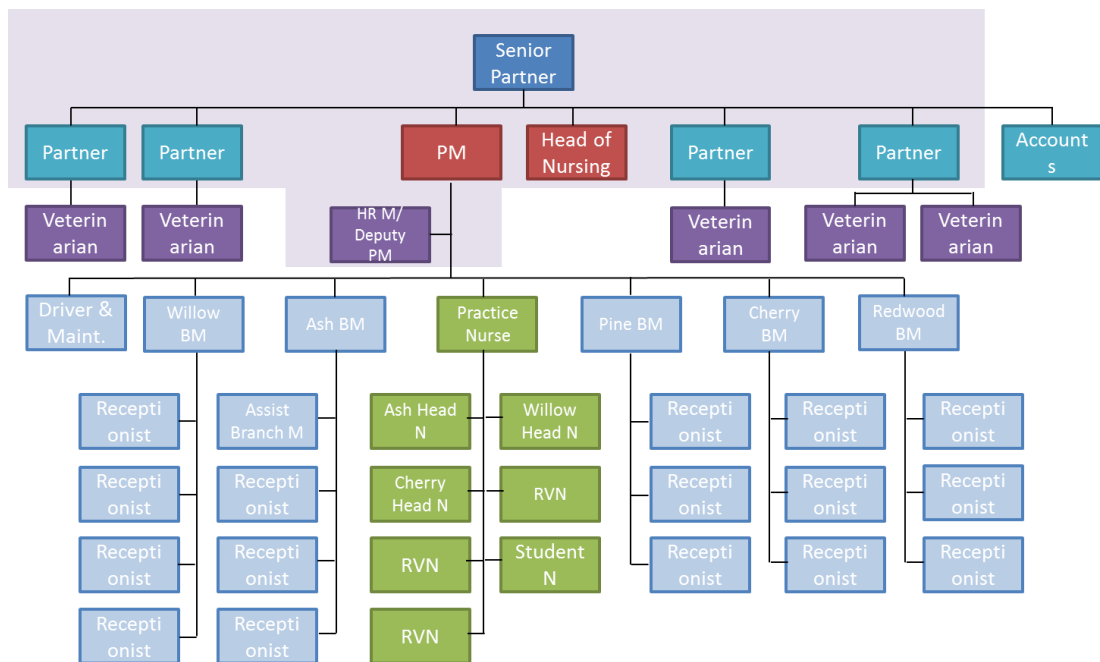 Senior
Partner
Partner
Partner
PM
Head of
Nursing
Partner
Partner
Account
s
Veterin
arian
Veterin
arian
HR M/
Deputy
PM
Veterin
arian
Veterin
arian
Veterin
arian
Driver &
Maint.
Willow
BM
Ash BM
Practice
Nurse
Pine BM
Cherry
BM
Redwood
BM
Recepti
onist
Assist
Branch M
Ash Head
N
Willow
Head N
Recepti
onist
Recepti
onist
Recepti
onist
Recepti
onist
Recepti
onist
Cherry
Head N
RVN
Recepti
onist
Recepti
onist
Recepti
onist
Recepti
onist
Recepti
onist
RVN
Student
N
Recepti
onist
Recepti
onist
Recepti
onist
Recepti
onist
Recepti
onist
RVN